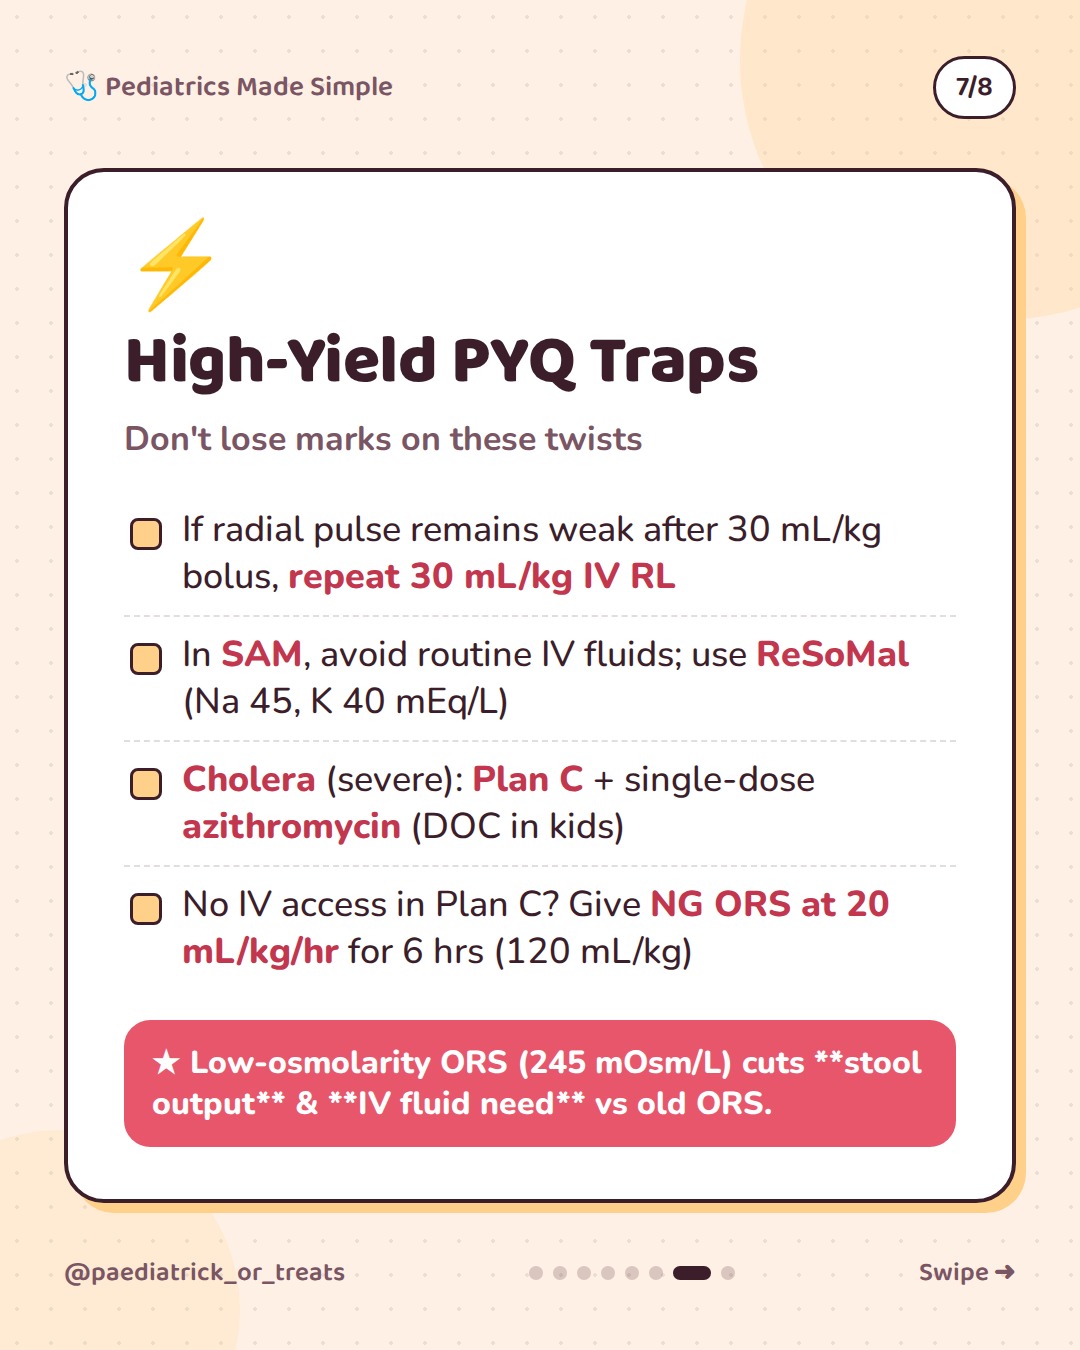 🩺 Pediatrics Made Simple
7/8
⚡
High-Yield PYQ Traps
Don't lose marks on these twists
If radial pulse remains weak after 30 mL/kg
bolus, repeat 30 mL/kg IV RL
In SAM, avoid routine IV fluids; use ReSoMal
(Na 45, K 40 mEq/L)
Cholera (severe): Plan C + single-dose
azithromycin (DOC in kids)
No IV access in Plan C? Give NG ORS at 20
mL/kg/hr for 6 hrs (120 mL/kg)
★ Low-osmolarity ORS (245 mOsm/L) cuts **stool
output** & **IV fluid need** vs old ORS.
@paediatrick_or_treats
Swipe ➜